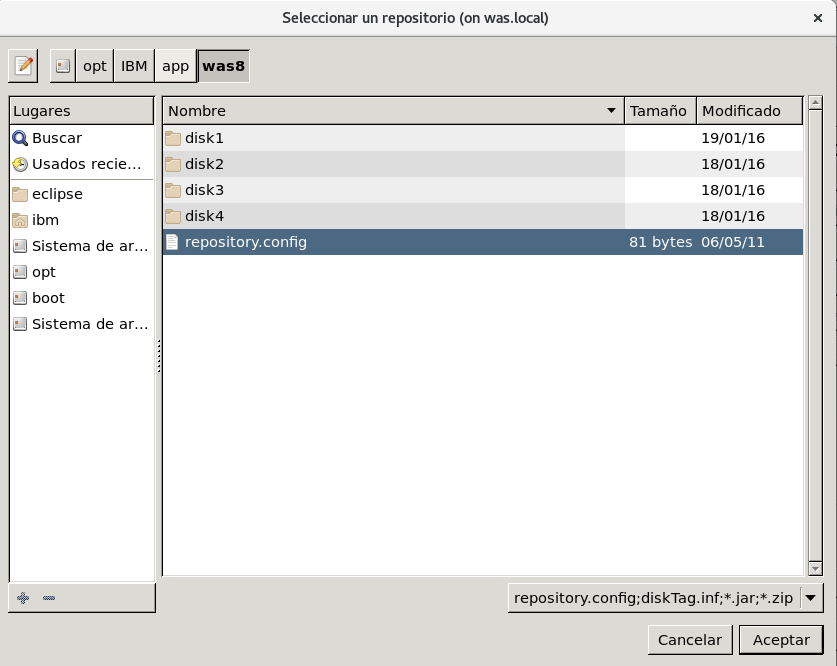 Seleccionar un repositorio (on was.local)
opt IBM app was8
Lugares
Buscar
Usados recie...
eclipse
ibm
Sistema de ar...
opt
boot
Sistema de ar...
Nombre Tamaño Modificado
disk1 19/01/16
disk2 18/01/16
disk3 18/01/16
disk4 18/01/16
repository.config 81 bytes 06/05/11
repository.config;diskTag.inf;*.jar;*.zip
Cancelar Aceptar